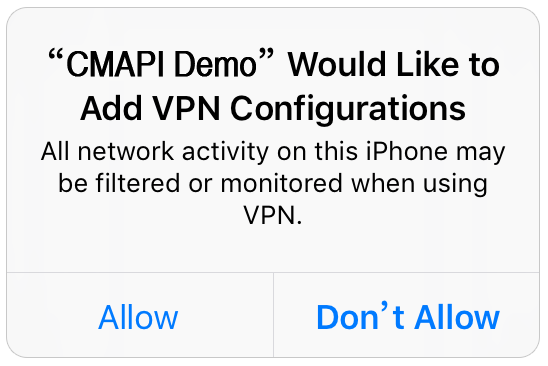 “CMAPI Demo” Would Like to
Add VPN Configurations
All network activity on this iPhone may
be filtered or monitored when using
VPN.
Allow
Don’t Allow